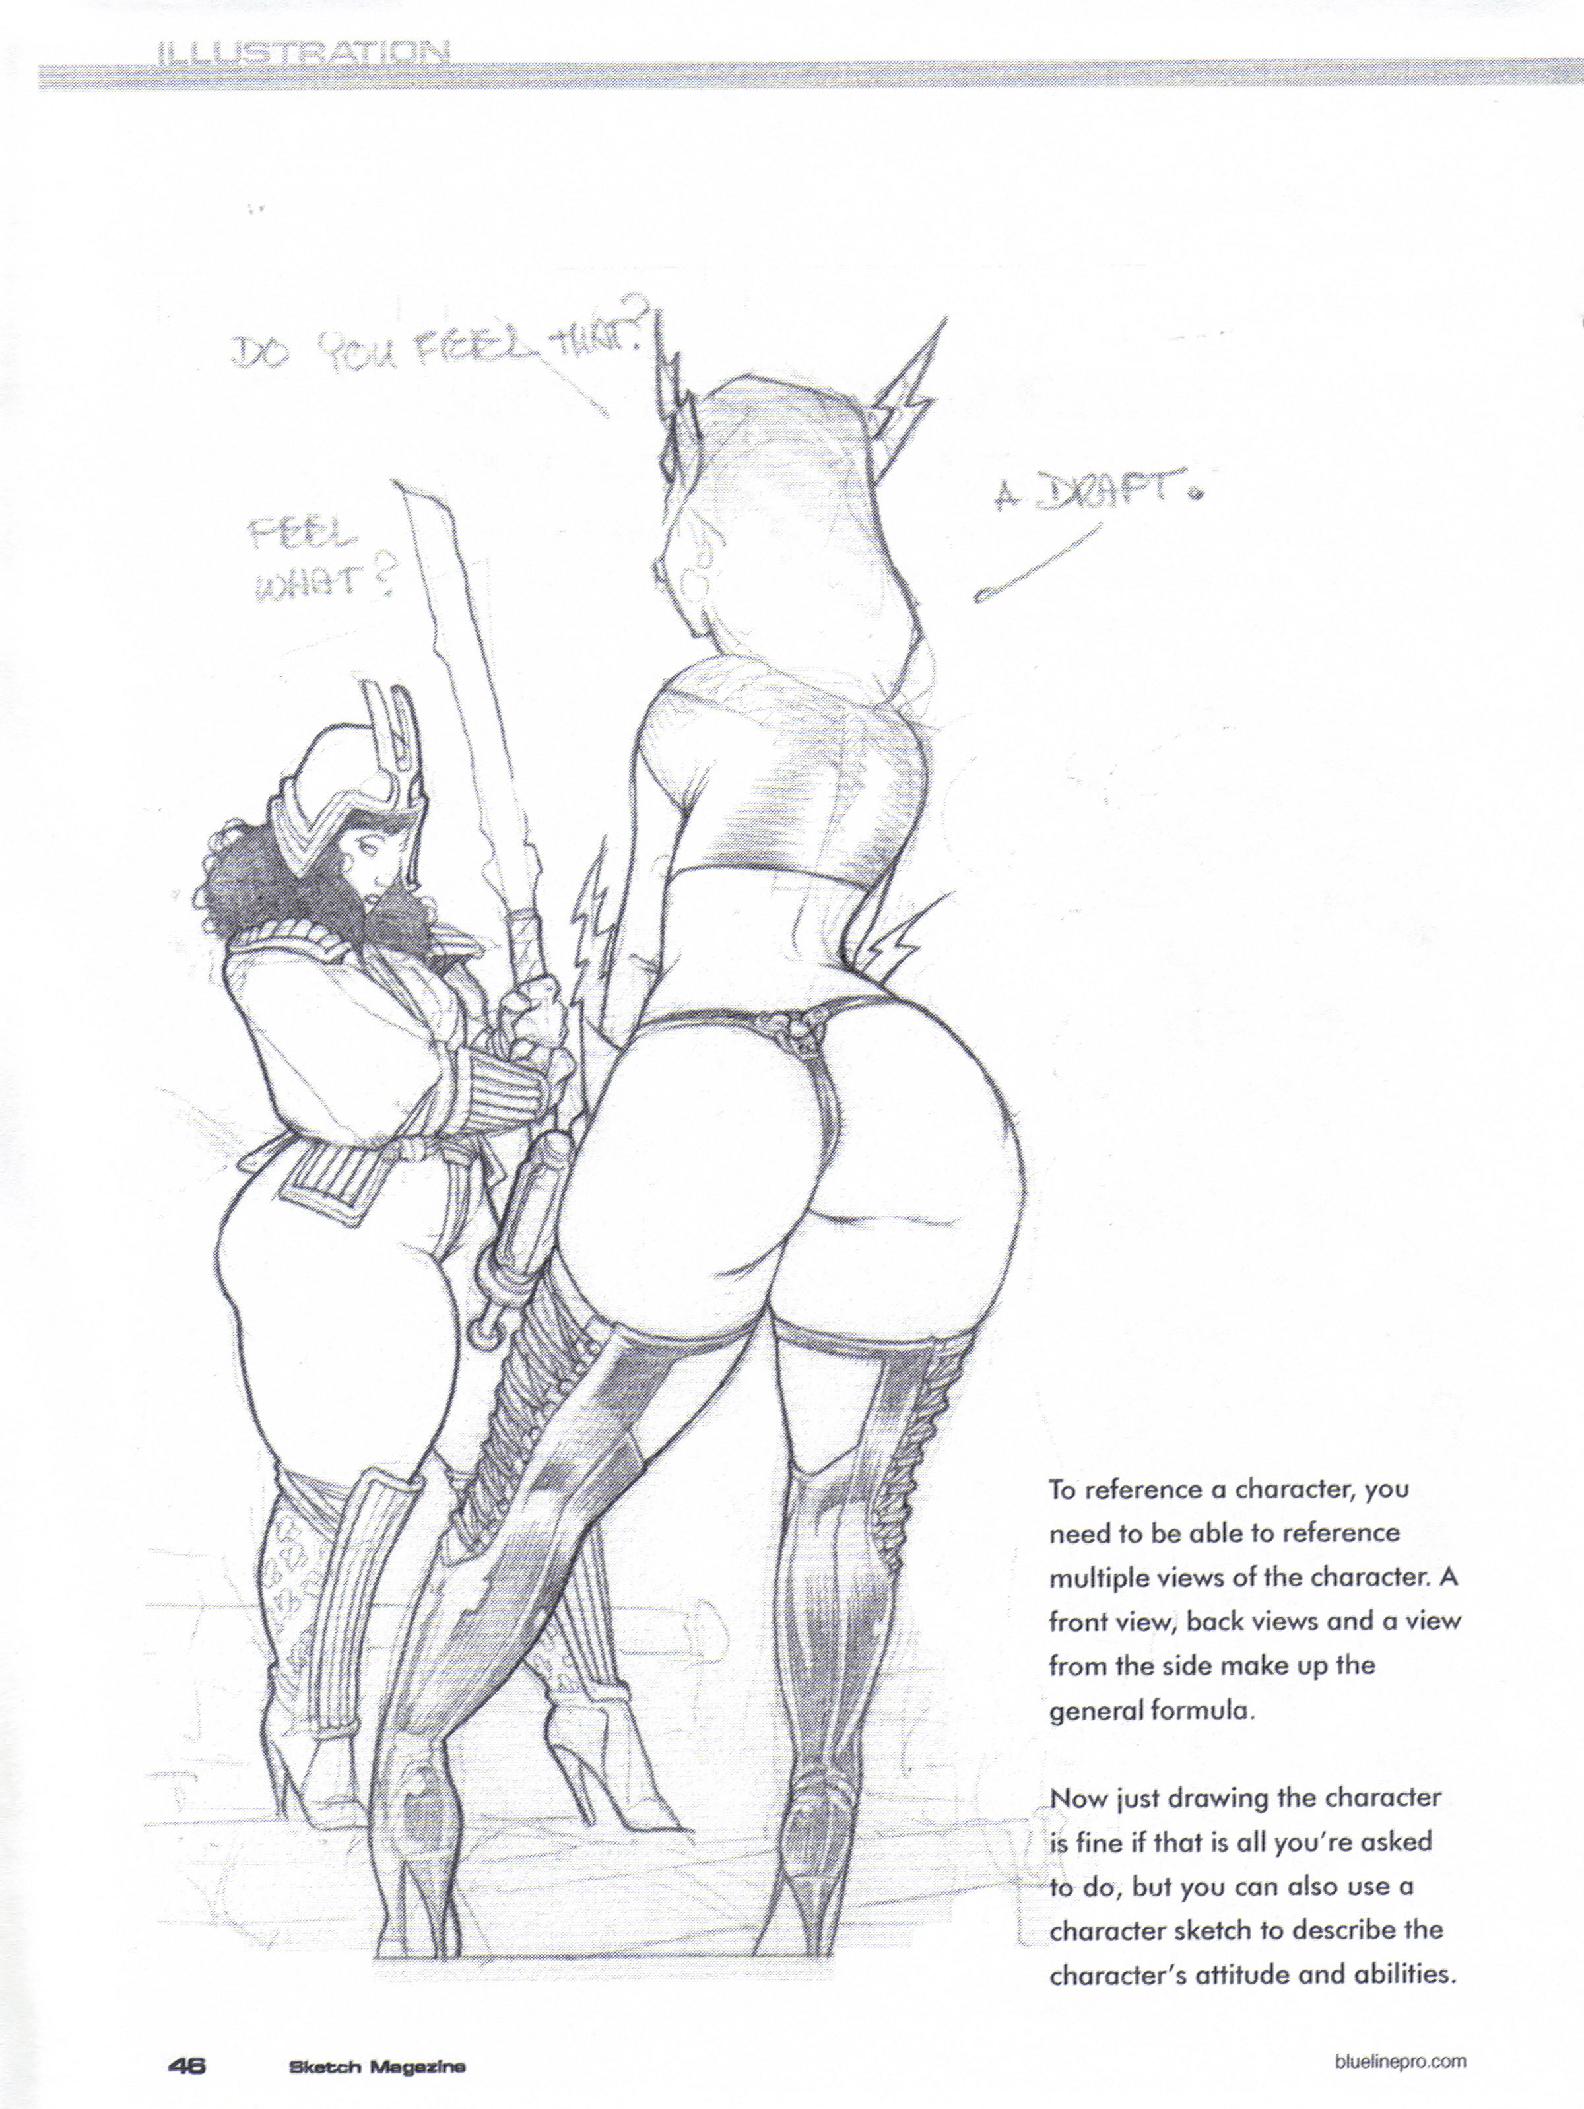 ILLUSTRATION
DO YOU FEEL THAT?
FEEL
WHAT?
A DRAFT.
To reference a character, you
need to be able to reference
multiple views of the character. A
front view, back views and a view
from the side make up the
general formula.
Now just drawing the character
is fine if that is all you're asked
to do, but you can also use a
character sketch to describe the
character's attitude and abilities.
46 Sketch Magazine bluelinepro.com